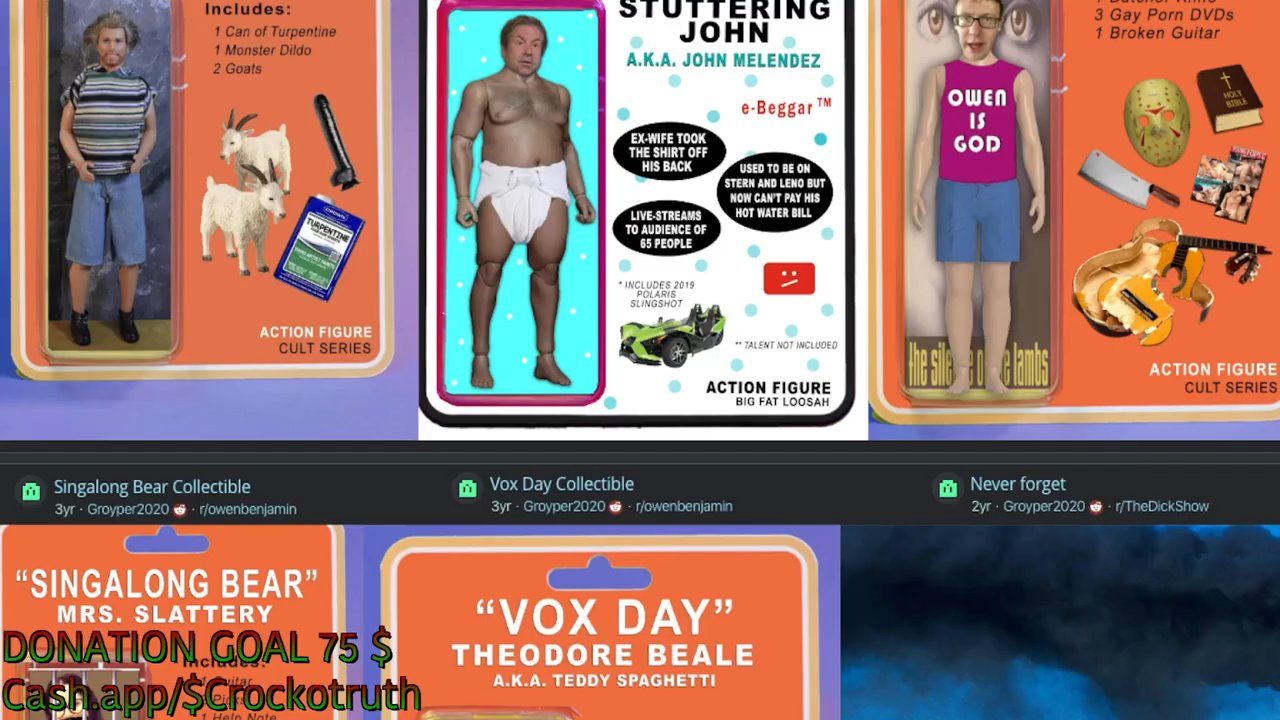 Includes:
1 Can of Turpentine
1 Monster Dildo
2 Goats
TURPENTINE
ACTION FIGURE
CULT SERIES
STUTTERING
JOHN
A.K.A. JOHN MELENDEZ
e-Beggar™
EX-WIFE TOOK
THE SHIRT OFF
HIS BACK
USED TO BE ON
STERN AND LENO BUT
NOW CAN'T PAY HIS
HOT WATER BILL
LIVE-STREAMS
TO AUDIENCE OF
65 PEOPLE
* INCLUDES 2019
POLARIS
SLINGSHOT
** TALENT NOT INCLUDED
ACTION FIGURE
BIG FAT LOOSAH
3 Gay Porn DVDs
1 Broken Guitar
OWEN
IS
GOD
HOLY
BIBLE
the silence of the lambs
ACTION FIGURE
CULT SERIES
Singalong Bear Collectible
3yr · Groyper2020 · r/owenbenjamin
Vox Day Collectible
3yr · Groyper2020 · r/owenbenjamin
Never forget
2yr · Groyper2020 · r/TheDickShow
"SINGALONG BEAR"
MRS. SLATTERY
Includes:
1 Help Note
DONATION GOAL 75 $
Cash.app/$Crockotruth
"VOX DAY"
THEODORE BEALE
A.K.A. TEDDY SPAGHETTI